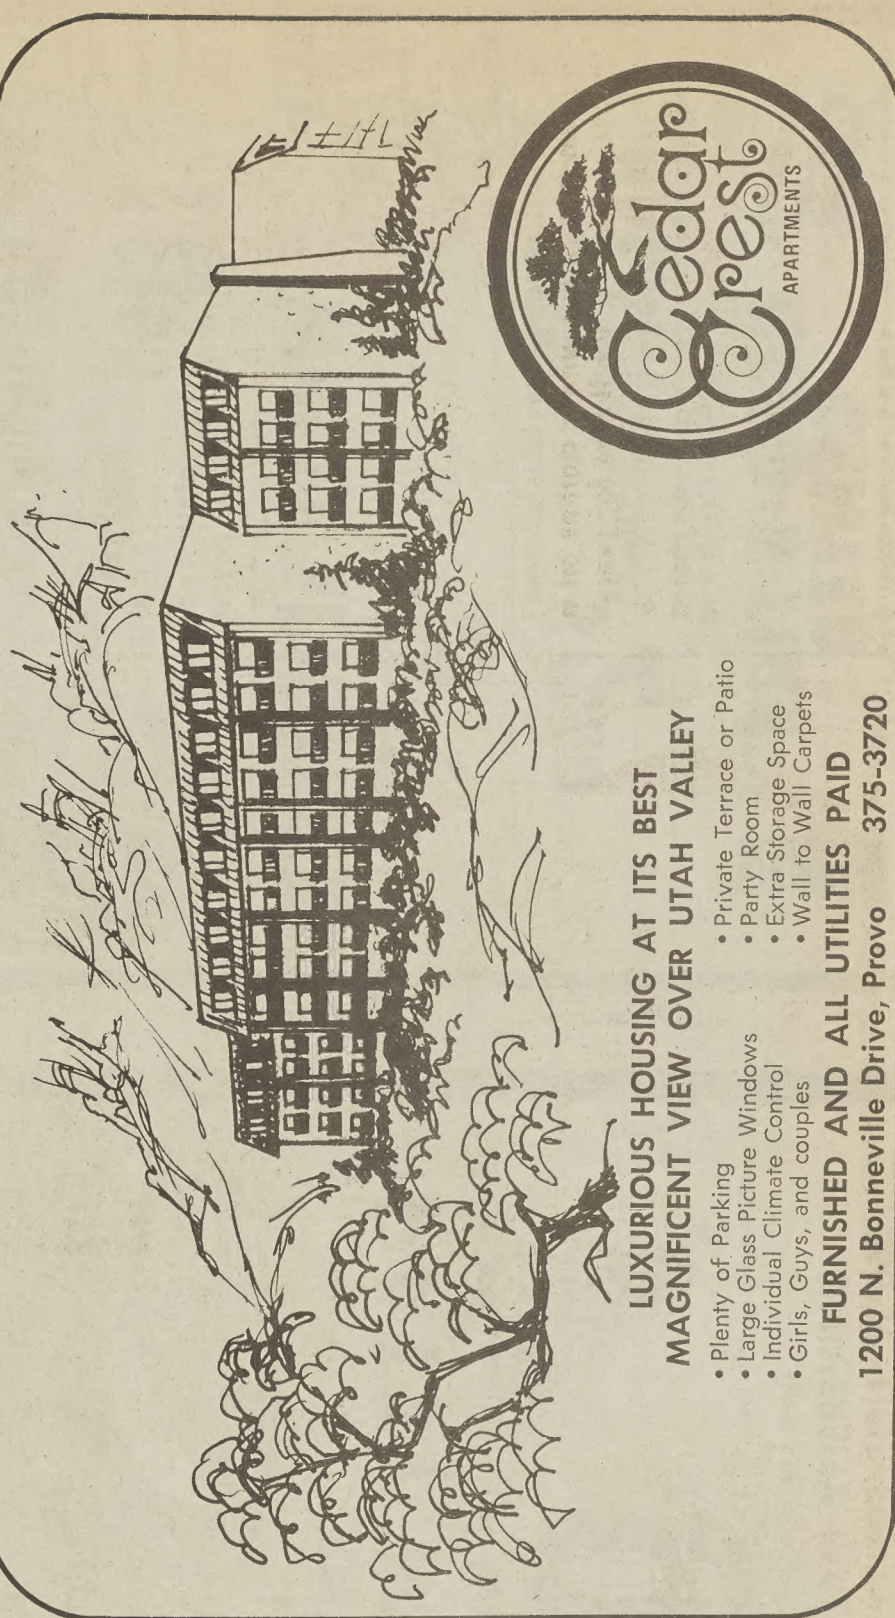 Cedar
Crest
APARTMENTS
LUXURIOUS HOUSING AT ITS BEST
MAGNIFICENT VIEW OVER UTAH VALLEY
• Plenty of Parking
• Large Glass Picture Windows
• Individual Climate Control
• Girls, Guys, and couples
• Private Terrace or Patio
• Party Room
• Extra Storage Space
• Wall to Wall Carpets
FURNISHED AND ALL UTILITIES PAID
1200 N. Bonneville Drive, Provo 375-3720